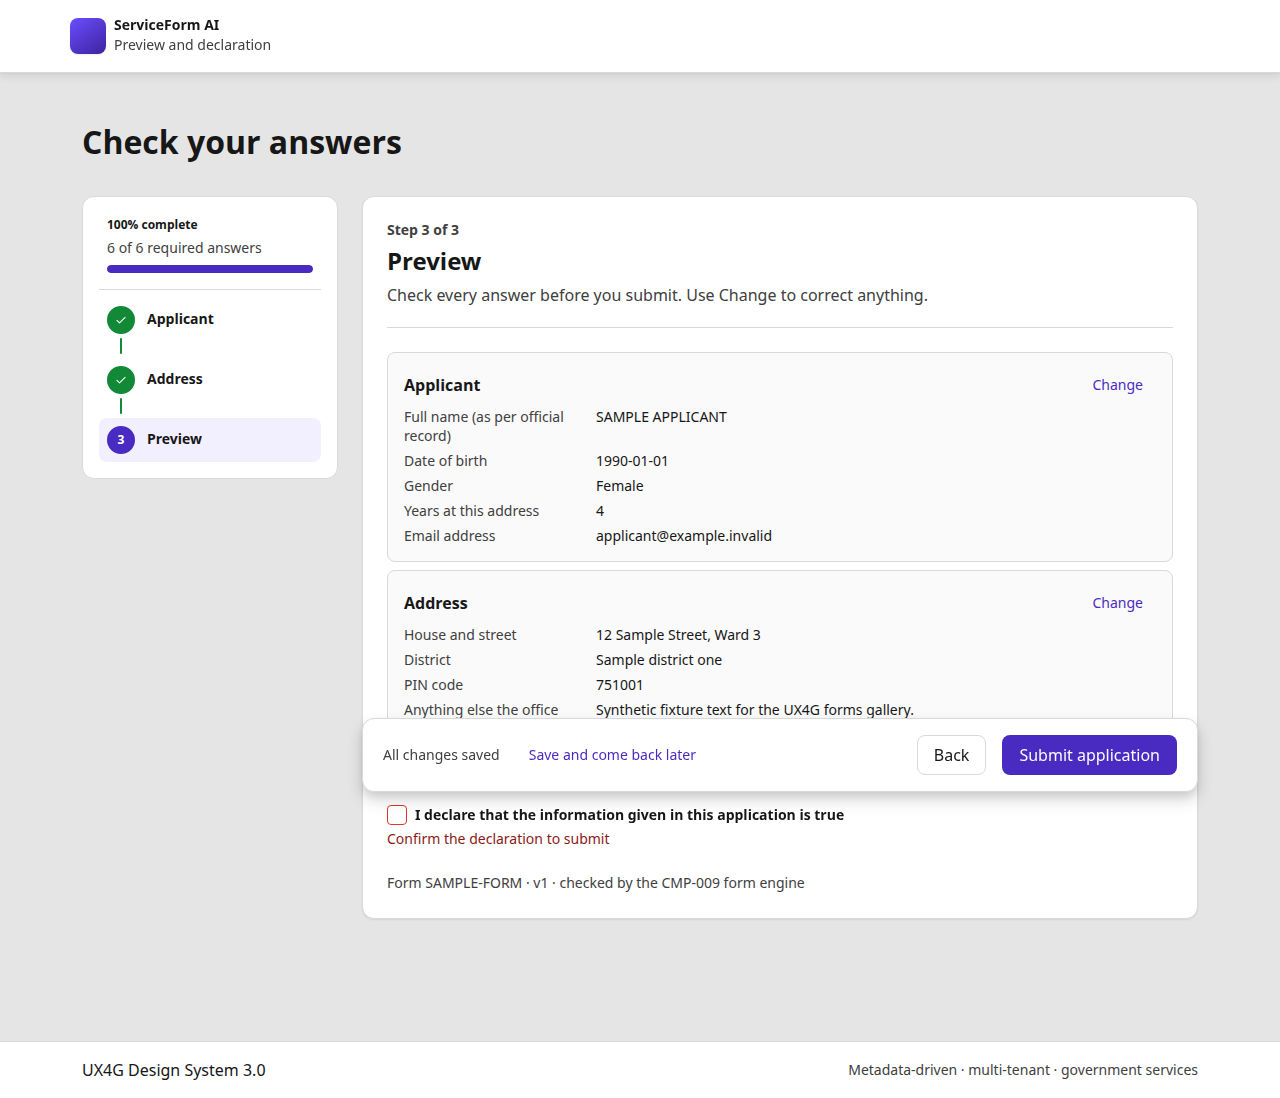 ServiceForm AI
Preview and declaration
Check your answers
100% complete
6 of 6 required answers
Applicant
Address
3 Preview
Step 3 of 3
Preview
Check every answer before you submit. Use Change to correct anything.
Applicant Change
Full name (as per official record) SAMPLE APPLICANT
Date of birth 1990-01-01
Gender Female
Years at this address 4
Email address applicant@example.invalid
Address Change
House and street 12 Sample Street, Ward 3
District Sample district one
PIN code 751001
Anything else the office Synthetic fixture text for the UX4G forms gallery.
All changes saved Save and come back later Back Submit application
I declare that the information given in this application is true
Confirm the declaration to submit
Form SAMPLE-FORM · v1 · checked by the CMP-009 form engine
UX4G Design System 3.0 Metadata-driven · multi-tenant · government services